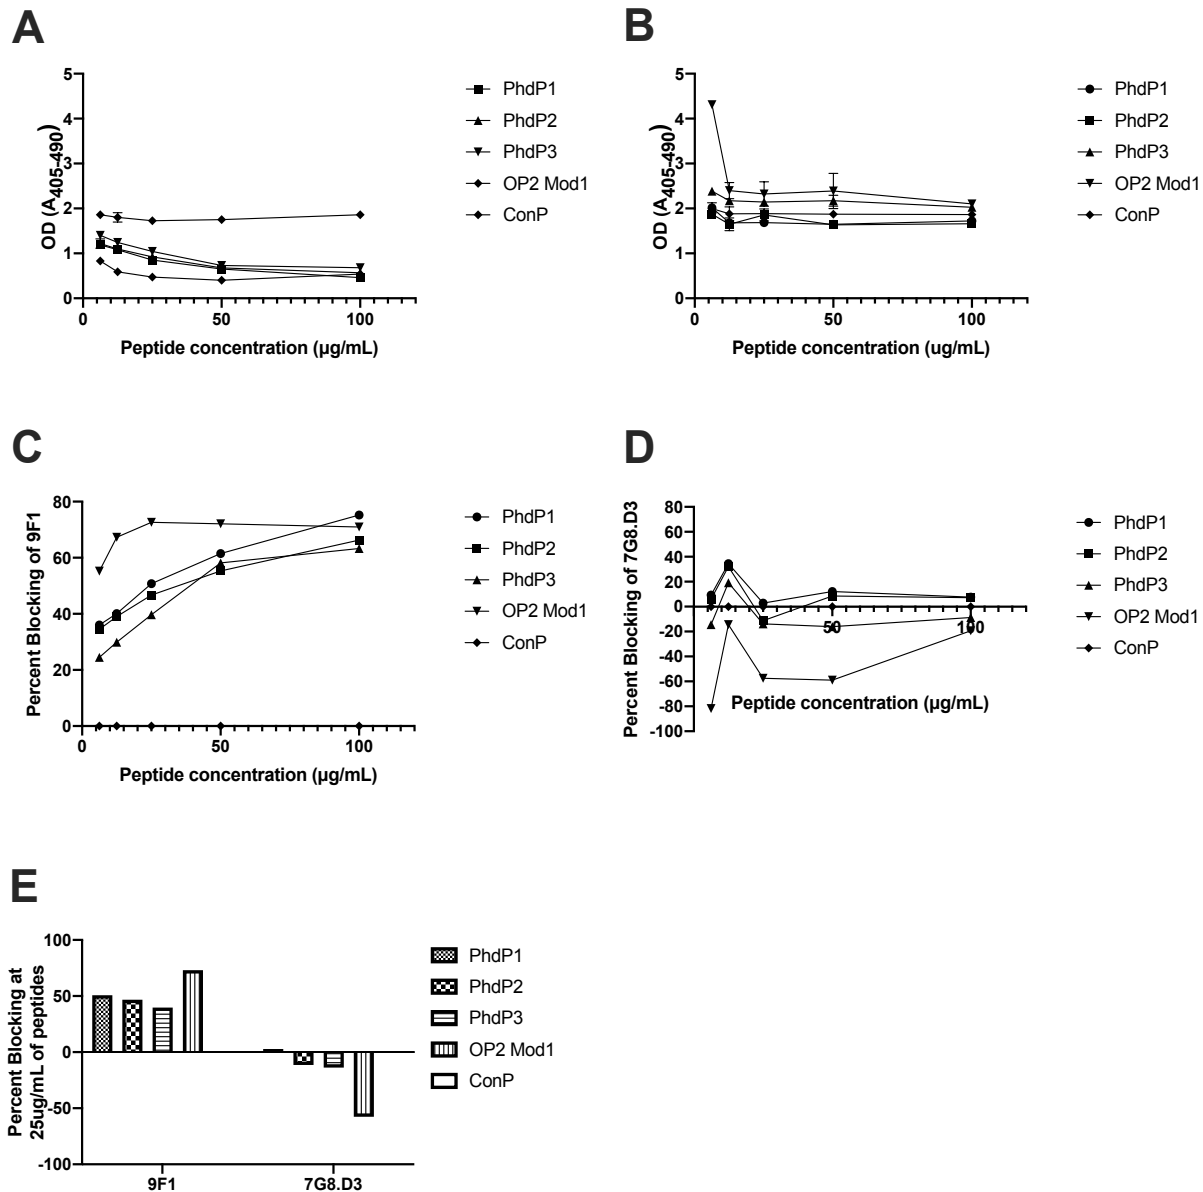 A
OD (A405-490)
5
4
3
2
1
0
0
50
100
Peptide concentration (µg/mL)
PhdP1
PhdP2
PhdP3
OP2 Mod1
ConP
B
OD (A405-490)
5
4
3
2
1
0
0
50
100
Peptide concentration (ug/mL)
PhdP1
PhdP2
PhdP3
OP2 Mod1
ConP
C
Percent Blocking of 9F1
80
60
40
20
0
0
50
100
Peptide concentration (µg/mL)
PhdP1
PhdP2
PhdP3
OP2 Mod1
ConP
D
Percent Blocking of 7G8.D3
80
60
40
20
0
-20
-40
-60
-80
-100
50
100
Peptide concentration (µg/mL)
PhdP1
PhdP2
PhdP3
OP2 Mod1
ConP
E
Percent Blocking at
25ug/mL of peptides
100
50
0
-50
-100
9F1
7G8.D3
PhdP1
PhdP2
PhdP3
OP2 Mod1
ConP